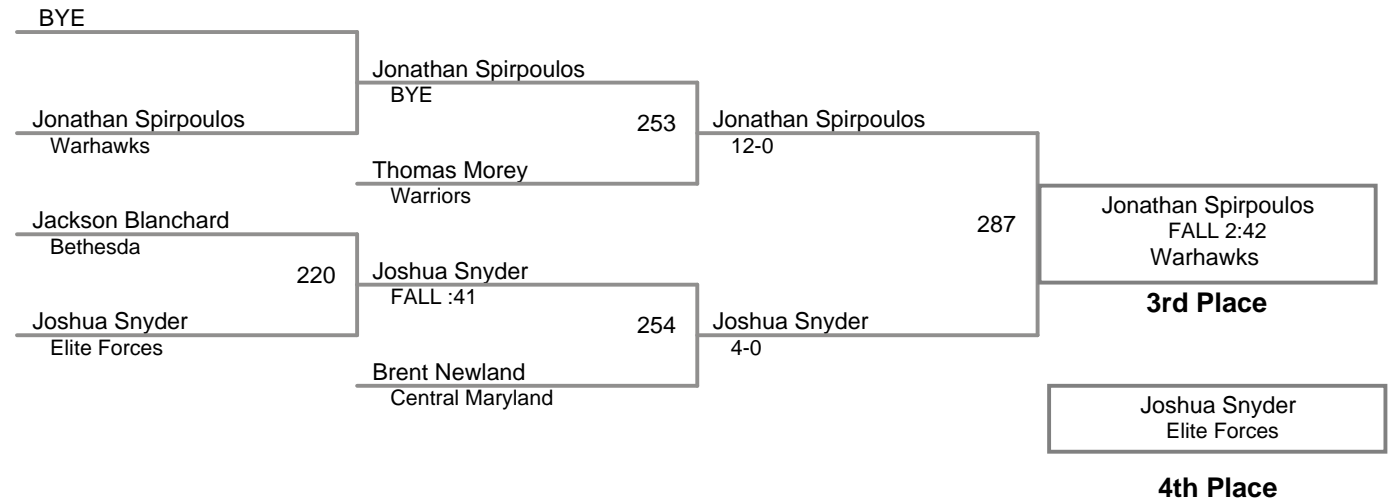 BYE
Jonathan Spirpoulos
BYE
Jonathan Spirpoulos
Warhawks
253
Jonathan Spirpoulos
12-0
Thomas Morey
Warriors
Jackson Blanchard
Bethesda
220
Joshua Snyder
FALL :41
Joshua Snyder
Elite Forces
254
Joshua Snyder
4-0
Brent Newland
Central Maryland
287
Jonathan Spirpoulos
FALL 2:42
Warhawks
3rd Place
Joshua Snyder
Elite Forces
4th Place